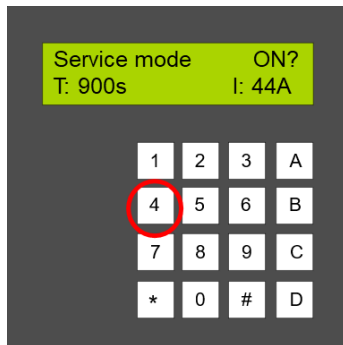 Service mode ON?
T: 900s I: 44A
1 2 3 A
4 5 6 B
7 8 9 C
* 0 # D